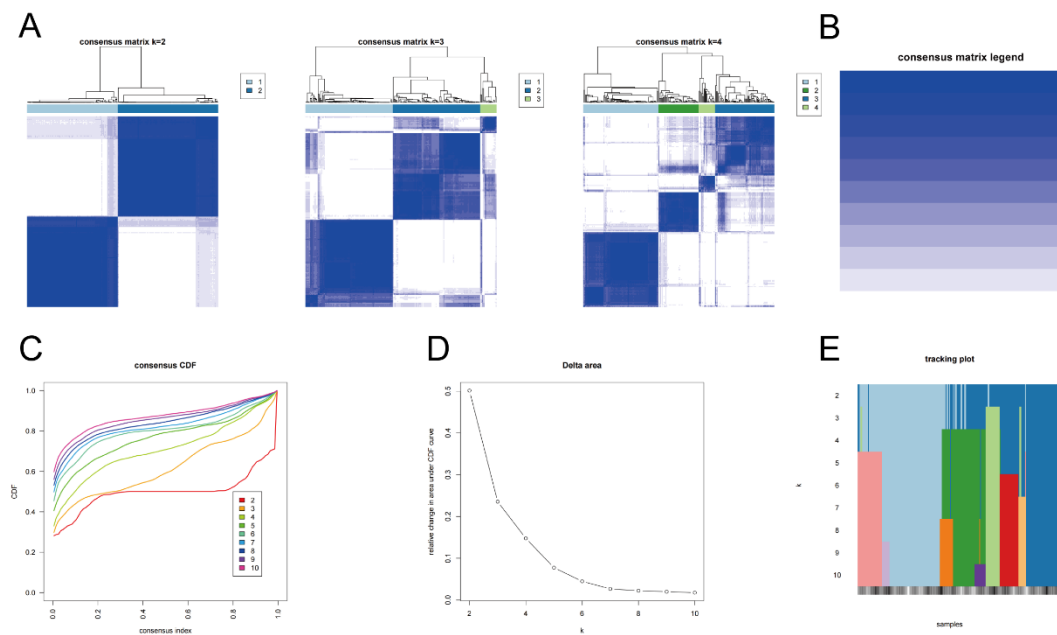 A
consensus matrix k=2
1
2
consensus matrix k=3
1
2
3
consensus matrix k=4
1
2
3
4
B
consensus matrix legend
C
consensus CDF
CDF
1.0
0.8
0.6
0.4
0.2
0.0
0.0
0.2
0.4
0.6
0.8
1.0
consensus index
2
3
4
5
6
7
8
9
10
D
Delta area
relative change in area under CDF curve
0.5
0.4
0.3
0.2
0.1
0.0
2
4
6
8
10
k
E
tracking plot
k
2
3
4
5
6
7
8
9
10
samples